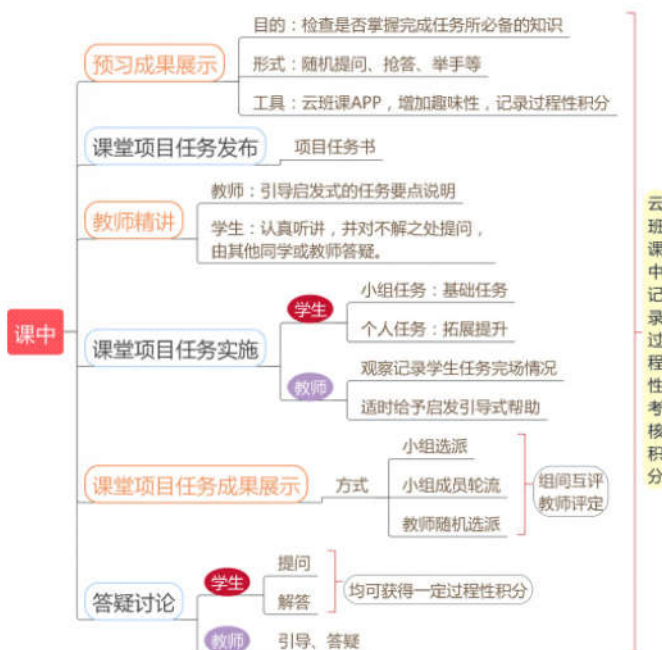 目的：检查是否掌握完成任务所必备的知识
预习成果展示
形式：随机提问、抢答、举手等
工具：云班课APP，增加趣味性，记录过程性积分
课堂项目任务发布
项目任务书
教师：引导启发式的任务要点说明
教师精讲
学生：认真听讲，并对不解之处提问，
由其他同学或教师答疑。
课中
课堂项目任务实施
学生
小组任务：基础任务
个人任务：拓展提升
教师
观察记录学生任务完场情况
适时给予启发引导式帮助
课堂项目任务成果展示
方式
小组选派
小组成员轮流
教师随机选派
组间互评
教师评定
答疑讨论
学生
提问
解答
均可获得一定过程性积分
教师
引导、答疑
云
班
课
中
记
录
过
程
性
考
核
积
分